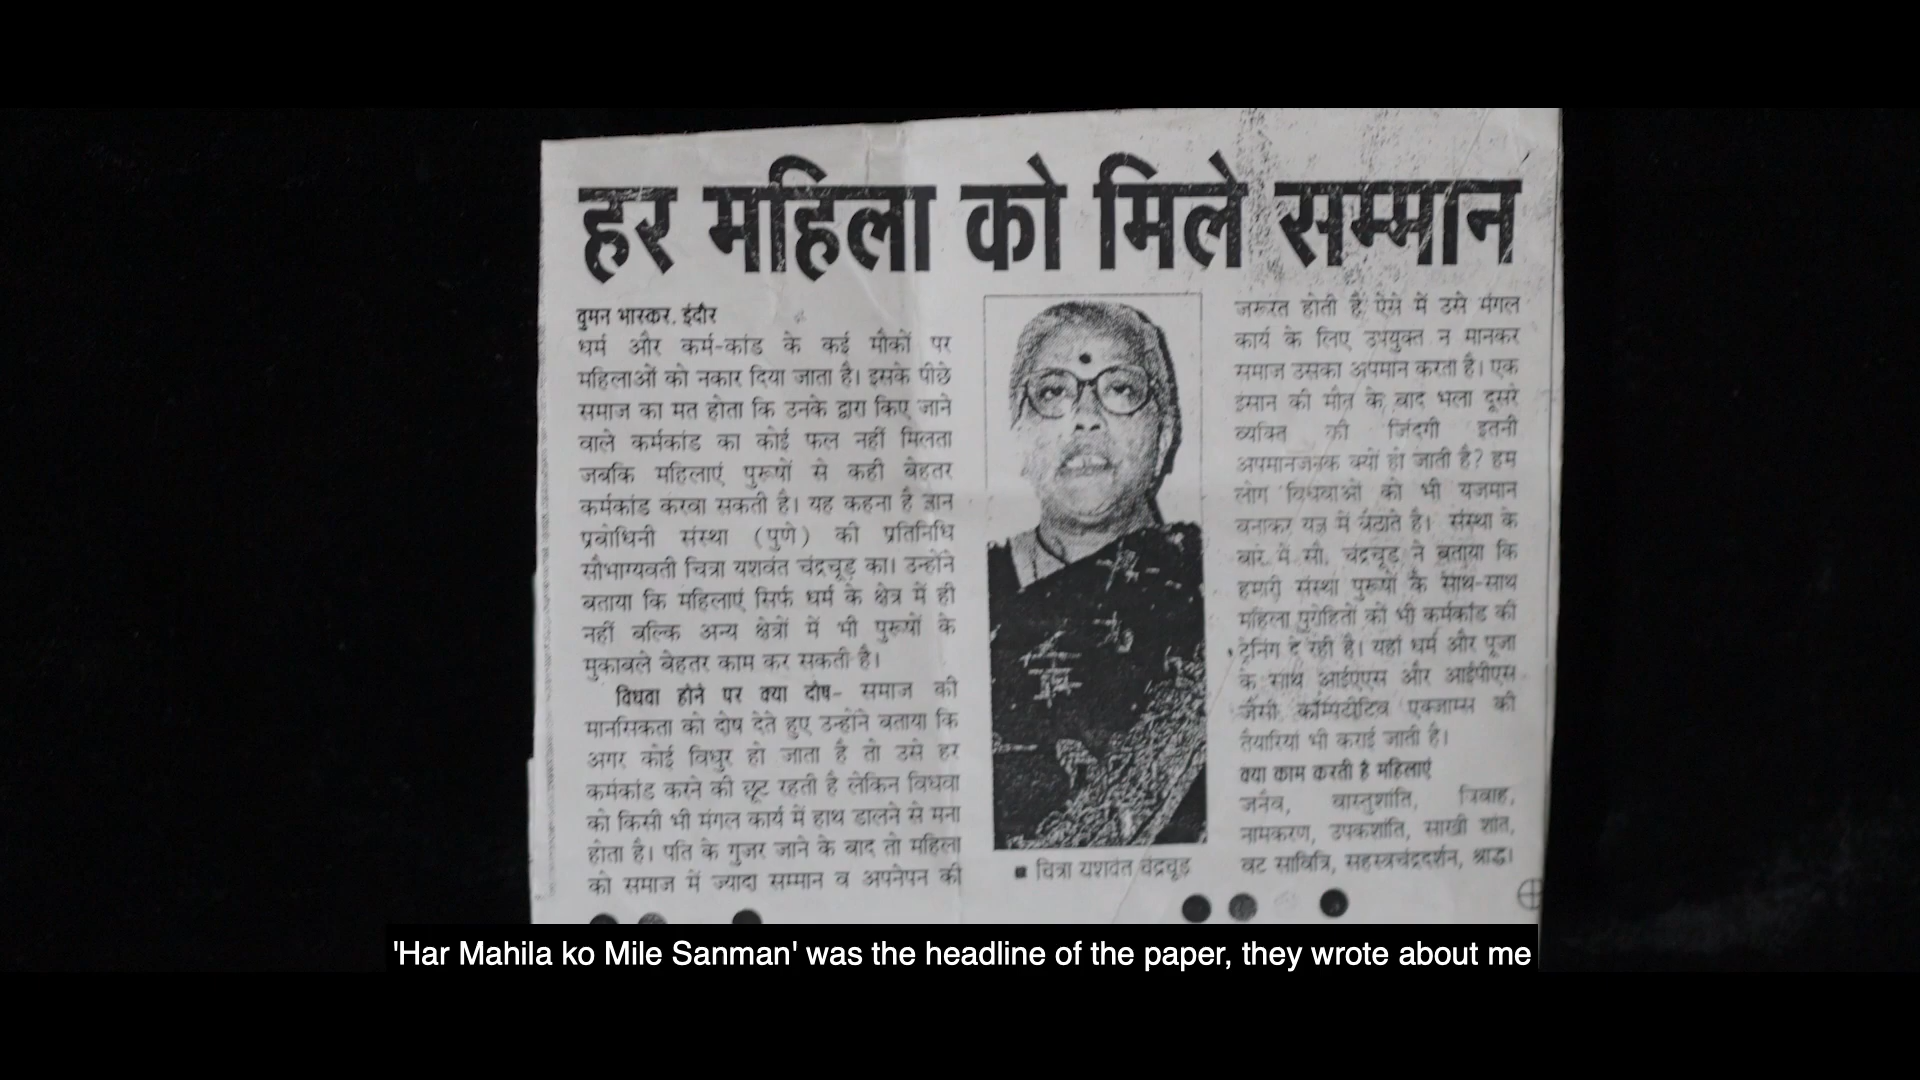 हर महिला को मिले सम्मान
वुमन भास्कर. इंदौर
धर्म और कर्म-कांड के कई मौकों पर
महिलाओं को नकार दिया जाता है। इसके पीछे
समाज का मत होता कि उनके द्वारा किए जाने
वाले कर्मकांड का कोई फल नहीं मिलता
जबकि महिलाएं पुरूषों से कही बेहतर
कर्मकांड करवा सकती है। यह कहना है ज्ञान
प्रबोधिनी संस्था (पुणे) की प्रतिनिधि
सौभाग्यवती चित्रा यशवंत चंद्रचूड़ का। उन्होंने
बताया कि महिलाएं सिर्फ धर्म के क्षेत्र में ही
नहीं बल्कि अन्य क्षेत्रों में भी पुरूषों के
मुकाबले बेहतर काम कर सकती है।
विधवा होने पर क्या दोष- समाज की
मानसिकता को दोष देते हुए उन्होंने बताया कि
अगर कोई विधुर हो जाता है तो उसे हर
कर्मकांड करने की छूट रहती है लेकिन विधवा
को किसी भी मंगल कार्य में हाथ डालने से मना
होता है। पति के गुजर जाने के बाद तो महिला
को समाज में ज्यादा सम्मान व अपनेपन की
■ चित्रा यशवंत चंद्रचूड़
जरूरत होती है ऐसे में उसे मंगल
कार्य के लिए उपयुक्त न मानकर
समाज उसका अपमान करता है। एक
इंसान की मौत के बाद भला दूसरे
व्यक्ति की जिंदगी इतनी
अपमानजनक क्यों हो जाती है? हम
लोग विधवाओं को भी यजमान
बनाकर यज्ञ में बैठाते है। संस्था के
बारे में सौ. चंद्रचूड़ ने बताया कि
हमारी संस्था पुरूषों के साथ-साथ
महिला पुरोहितों को भी कर्मकांड की
ट्रेनिंग दे रही है। यहां धर्म और पूजा
के साथ आईएएस और आईपीएस
जैसी कॉम्पिटीटिव एक्जाम्स की
तैयारियां भी कराई जाती है।
क्या काम करती है महिलाएं
जनेव, वास्तुशांति, विवाह,
नामकरण, उपकशांति, साखी शांत,
वट सावित्रि, सहस्त्रचंद्रदर्शन, श्राद्ध।
'Har Mahila ko Mile Sanman' was the headline of the paper, they wrote about me